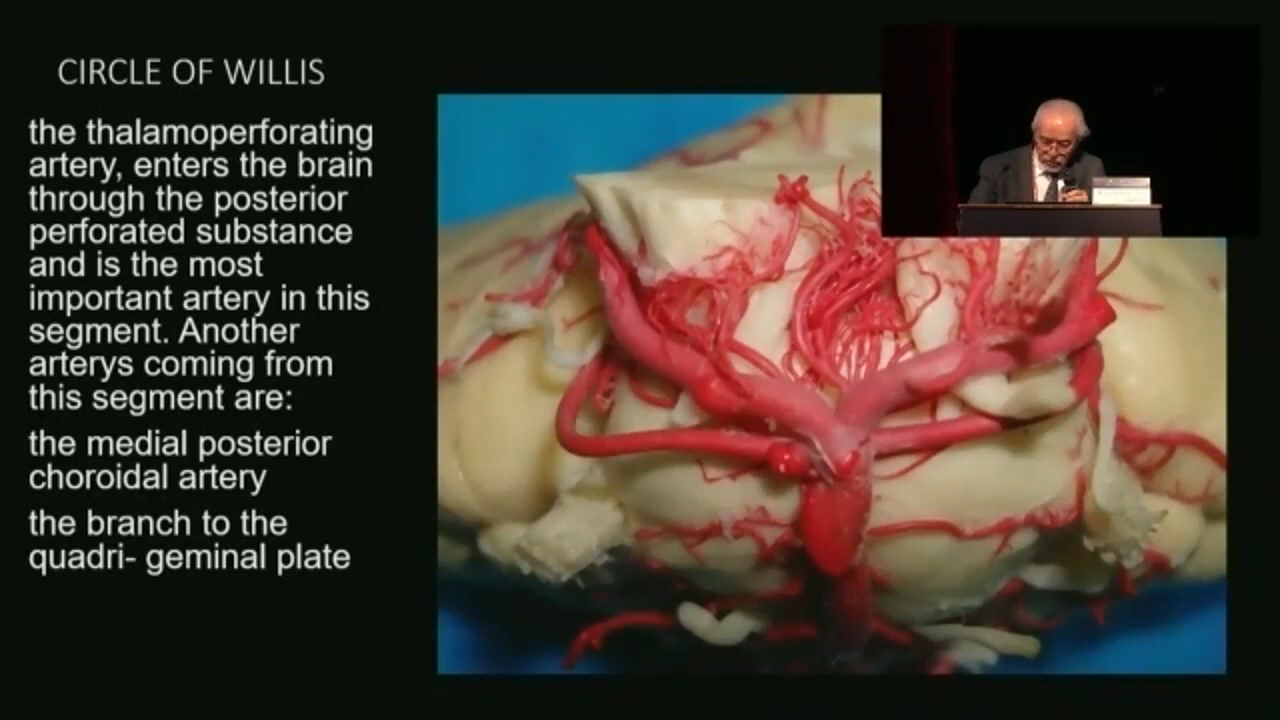 CIRCLE OF WILLIS
the thalamoperforating
artery, enters the brain
through the posterior
perforated substance
and is the most
important artery in this
segment. Another
arterys coming from
this segment are:
the medial posterior
choroidal artery
the branch to the
quadri- geminal plate